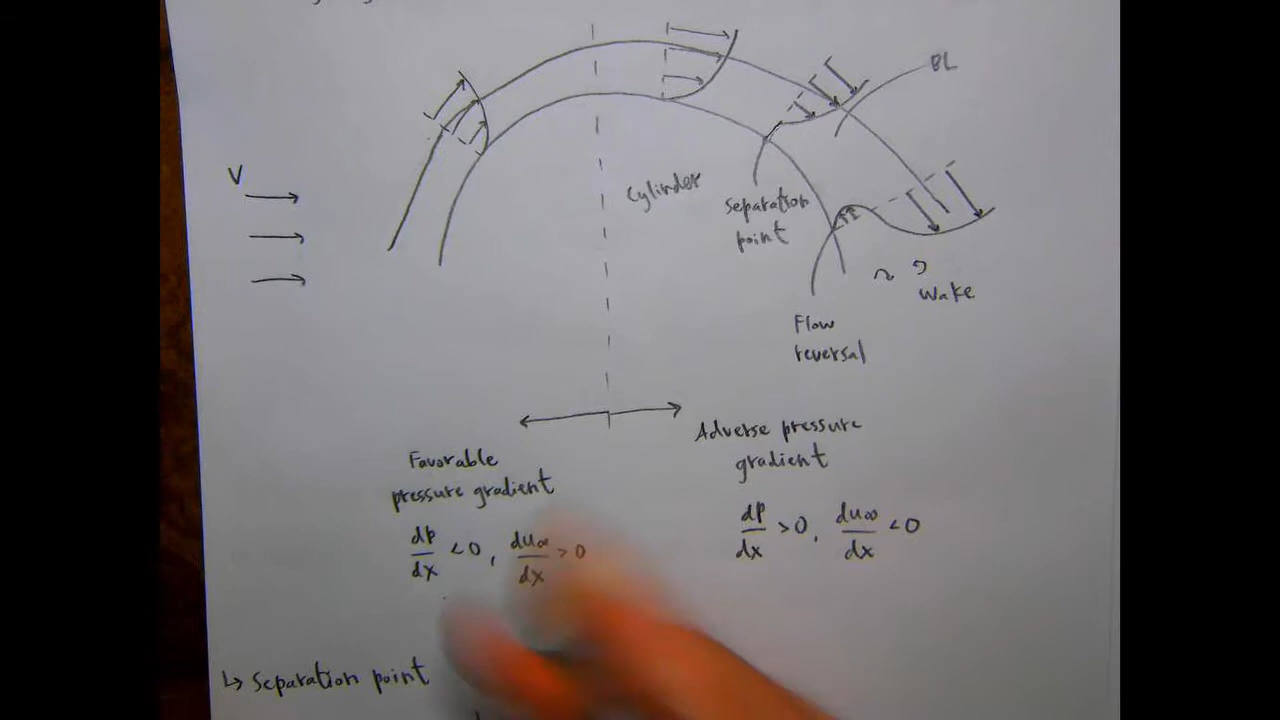 BL
V
Cylinder
Separation
point
Wake
Flow
reversal
Adverse pressure
gradient
Favorable
pressure gradient
dp/dx > 0, du∞/dx < 0
dp/dx < 0, du∞/dx > 0
↳ Separation point